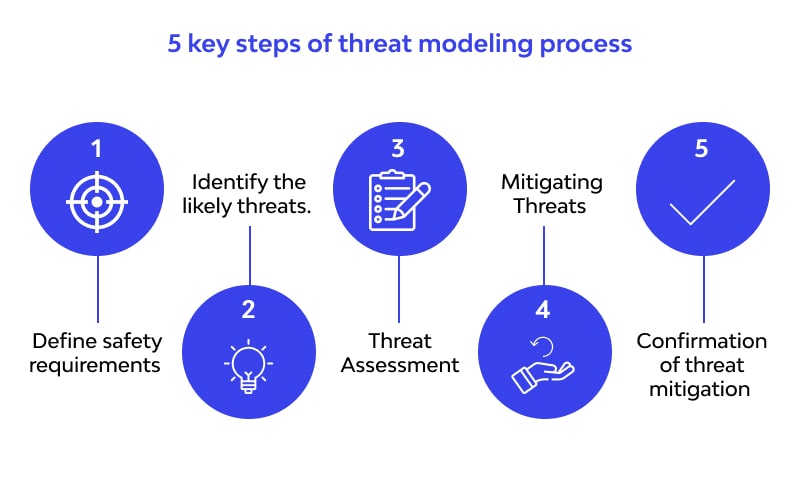 5 key steps of threat modeling process
1
Define safety
requirements
2
Identify the
likely threats.
3
Threat
Assessment
4
Mitigating
Threats
5
Confirmation
of threat
mitigation